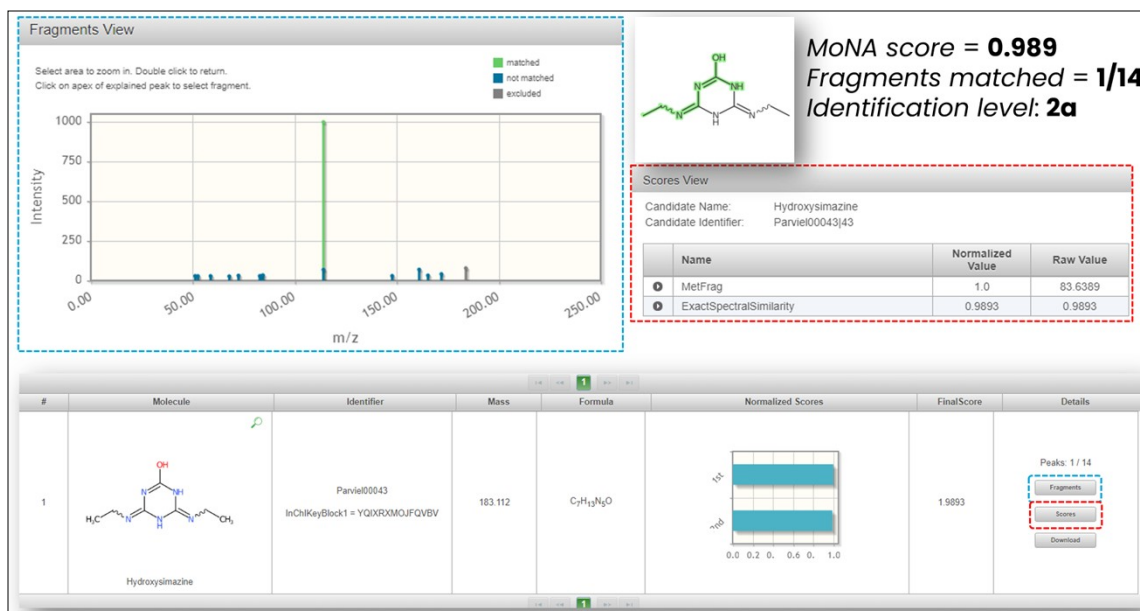 Fragments View
Select area to zoom in. Double click to return.
Click on apex of explained peak to select fragment.
matched
not matched
excluded
1000
750
500
250
0
Intensity
0.00
50.00
100.00
150.00
200.00
250.00
m/z
OH
N
NH
N
N
H
N
MoNA score = 0.989
Fragments matched = 1/14
Identification level: 2a
Scores View
Candidate Name: Hydroxysimazine
Candidate Identifier: Parviel00043|43
Name Normalized Value Raw Value
MetFrag 1.0 83.6389
ExactSpectralSimilarity 0.9893 0.9893
1
# Molecule Identifier Mass Formula Normalized Scores FinalScore Details
1
OH
N
NH
H₃C
N
N
H
N
CH₃
Hydroxysimazine
Parviel00043
InChIKeyBlock1 = YQIXRXMOJFQVBV
183.112
C₇H₁₃N₅O
1st
2nd
0.0 0.2 0. 0.6 0. 1.0
1.9893
Peaks: 1 / 14
Fragments
Scores
Download
1